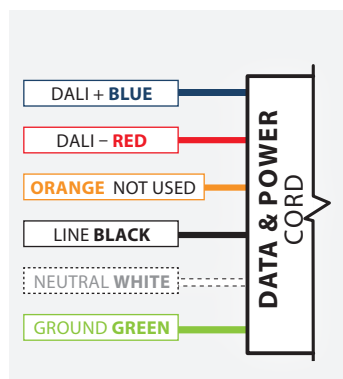 DALI + BLUE
DALI – RED
ORANGE NOT USED
LINE BLACK
NEUTRAL WHITE
GROUND GREEN
DATA & POWER
CORD